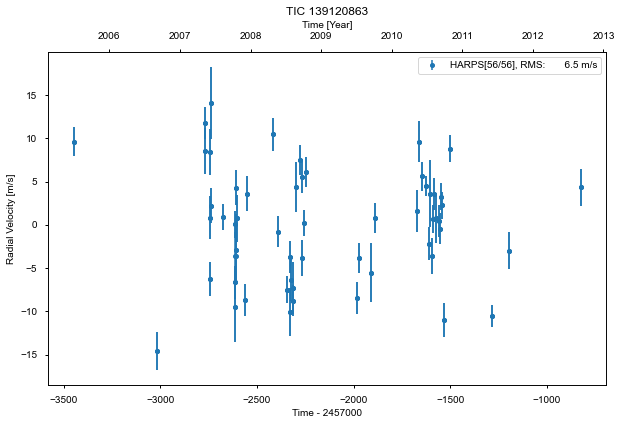 TIC 139120863
Time [Year]
2006 2007 2008 2009 2010 2011 2012 2013
HARPS[56/56], RMS: 6.5 m/s
15
10
5
0
−5
−10
−15
Radial Velocity [m/s]
−3500 −3000 −2500 −2000 −1500 −1000
Time - 2457000